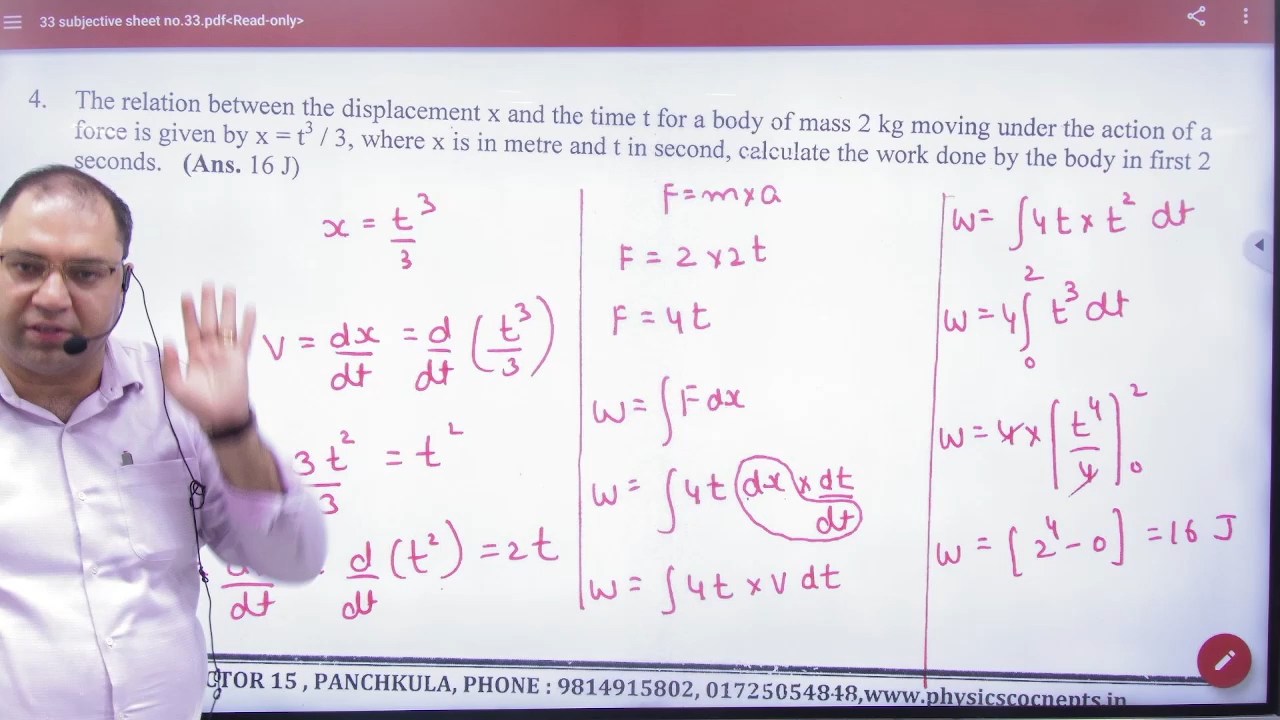 33 subjective sheet no.33.pdf<Read-only>
4. The relation between the displacement x and the time t for a body of mass 2 kg moving under the action of a
force is given by x = t³ / 3, where x is in metre and t in second, calculate the work done by the body in first 2
seconds. (Ans. 16 J)
x = t³/3
V = dx/dt = d/dt (t³/3)
3t²/3 = t²
dt d/dt (t²) = 2t
F = m x a
F = 2 x 2t
F = 4t
W = ∫ F dx
W = ∫ 4t dx x dt/dt
W = ∫ 4t x v dt
W = ∫ 4t x t² dt
W = 4 ∫₀² t³ dt
W = 4 x [t⁴/4]₀²
W = [2⁴ - 0] = 16 J
TOR 15 , PANCHKULA, PHONE : 9814915802, 01725054848,www.physicscocnepts.in